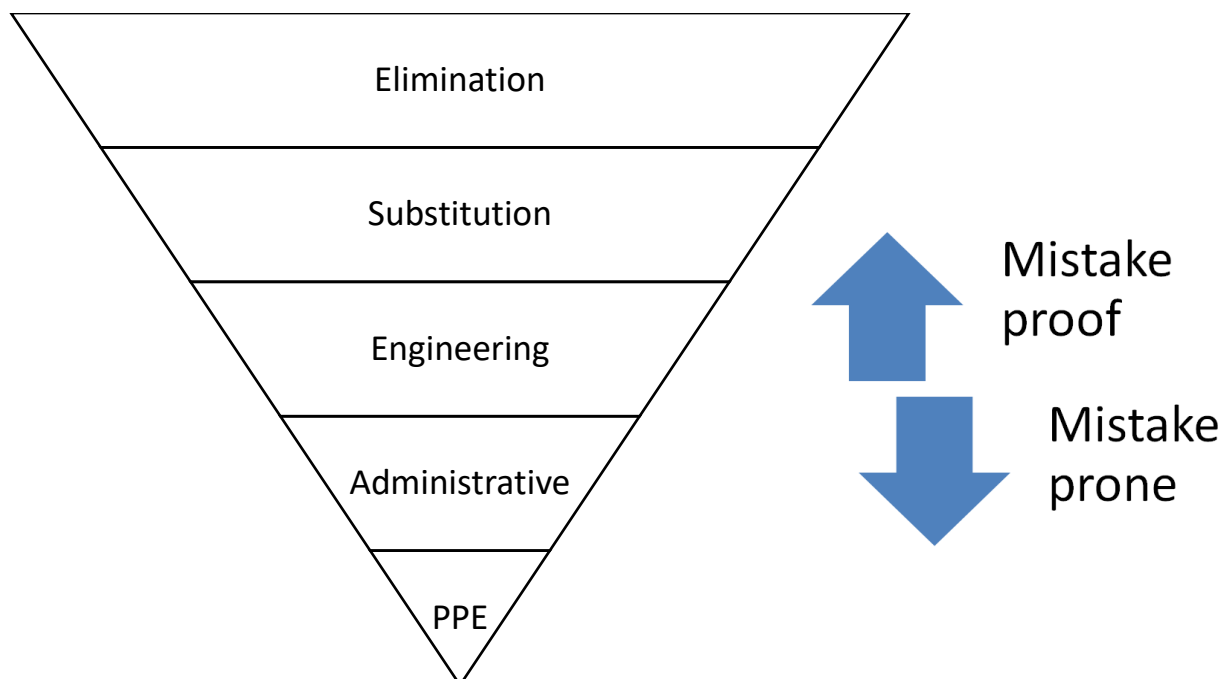 Elimination
Substitution
Engineering
Administrative
PPE
Mistake
proof
Mistake
prone